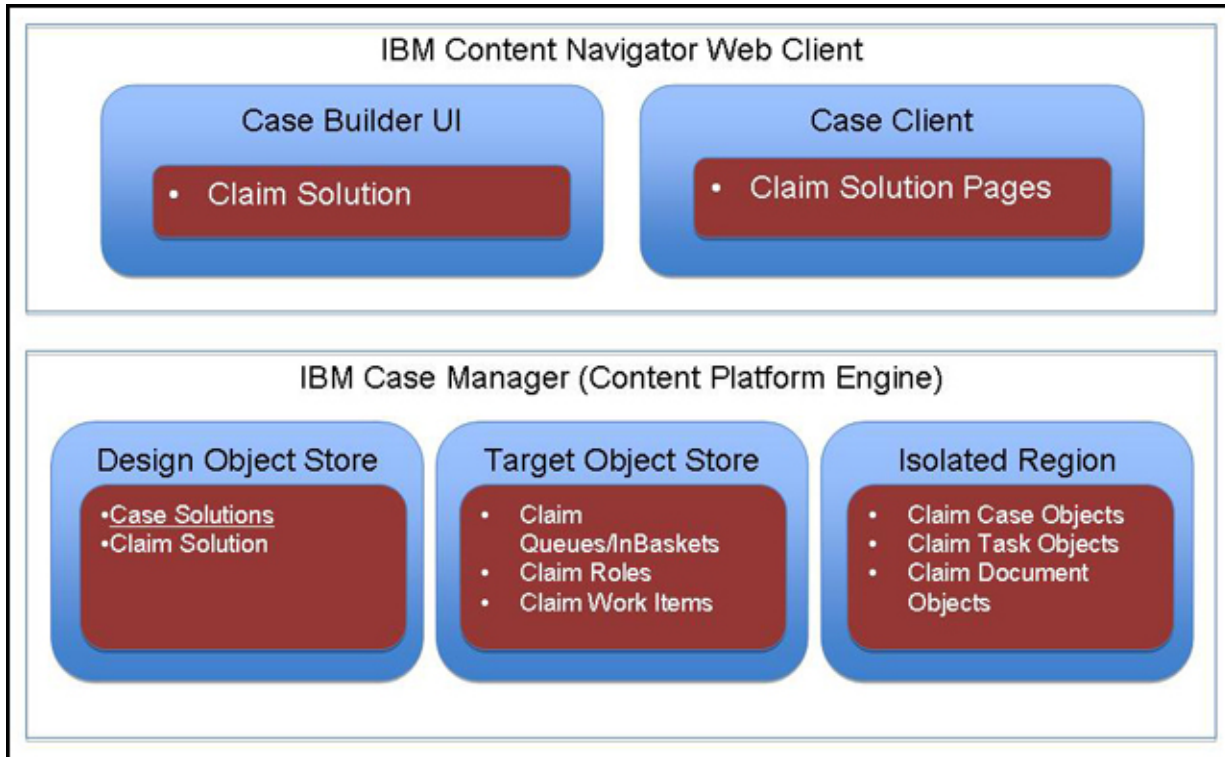 IBM Content Navigator Web Client
Case Builder UI
• Claim Solution
Case Client
• Claim Solution Pages
IBM Case Manager (Content Platform Engine)
Design Object Store
•Case Solutions
•Claim Solution
Target Object Store
• Claim
Queues/InBaskets
• Claim Roles
• Claim Work Items
Isolated Region
• Claim Case Objects
• Claim Task Objects
• Claim Document
Objects